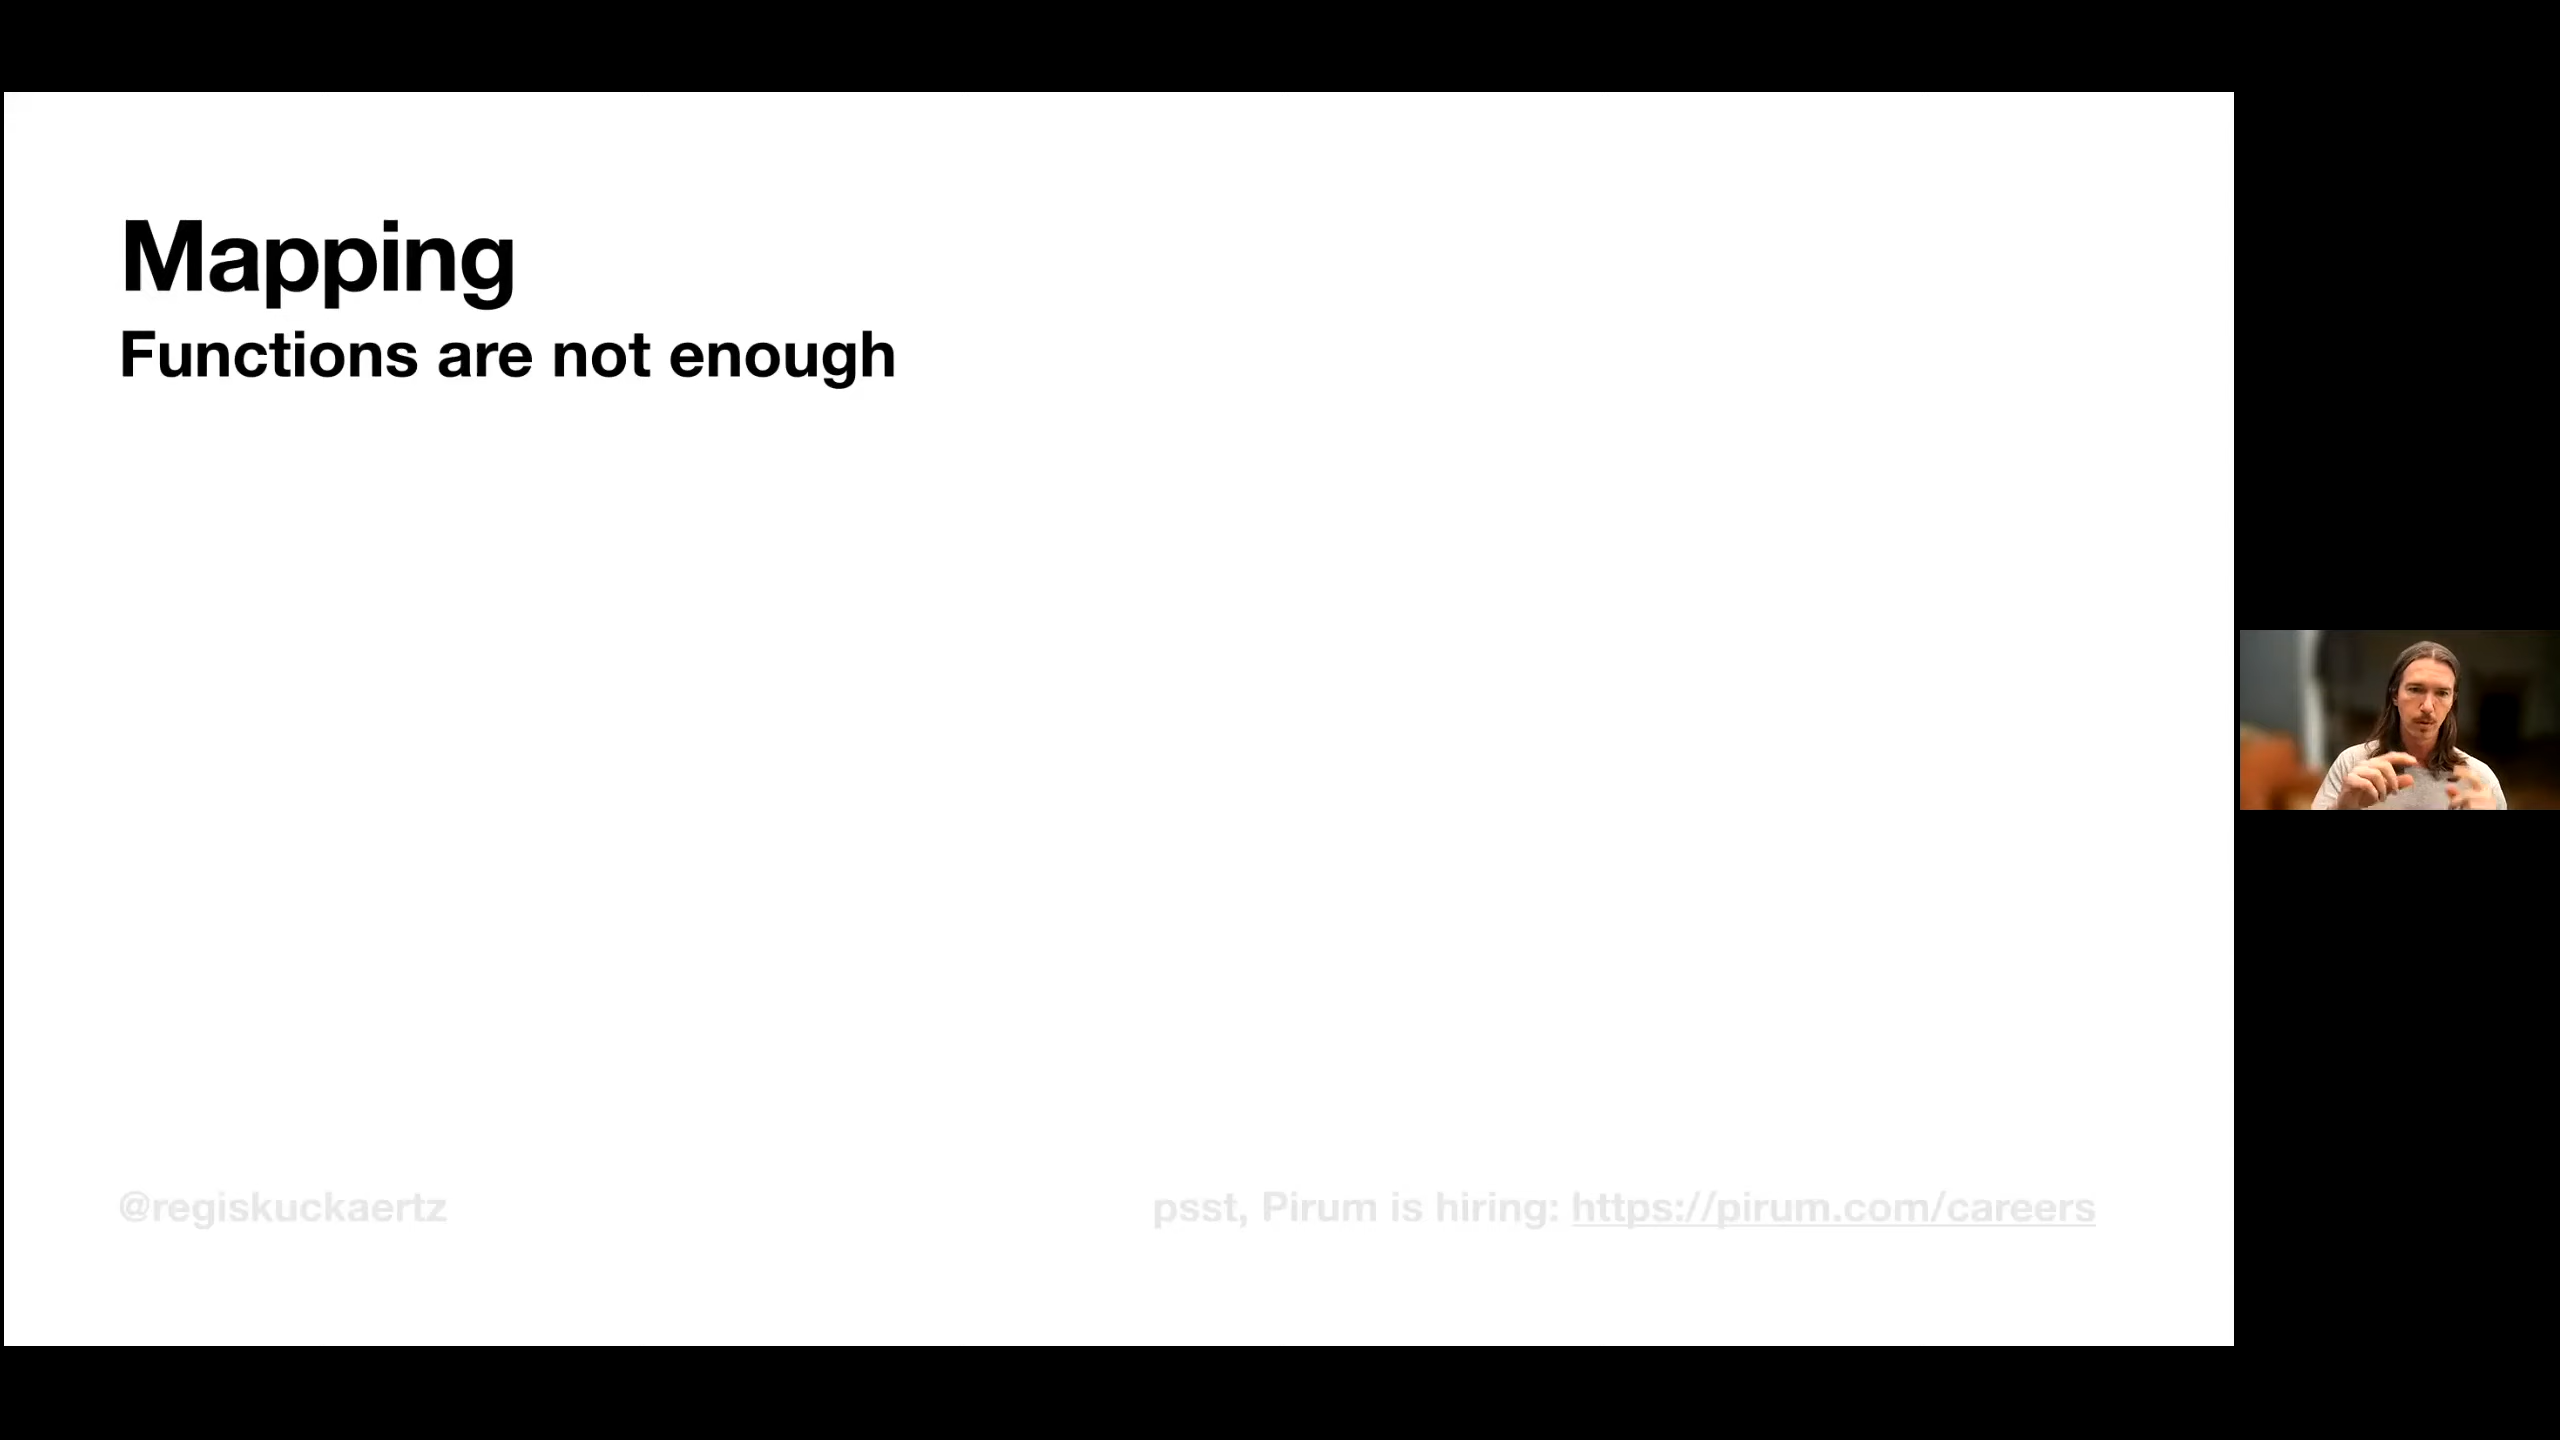 Mapping
Functions are not enough
@regiskuckaertz
psst, Pirum is hiring: https://pirum.com/careers